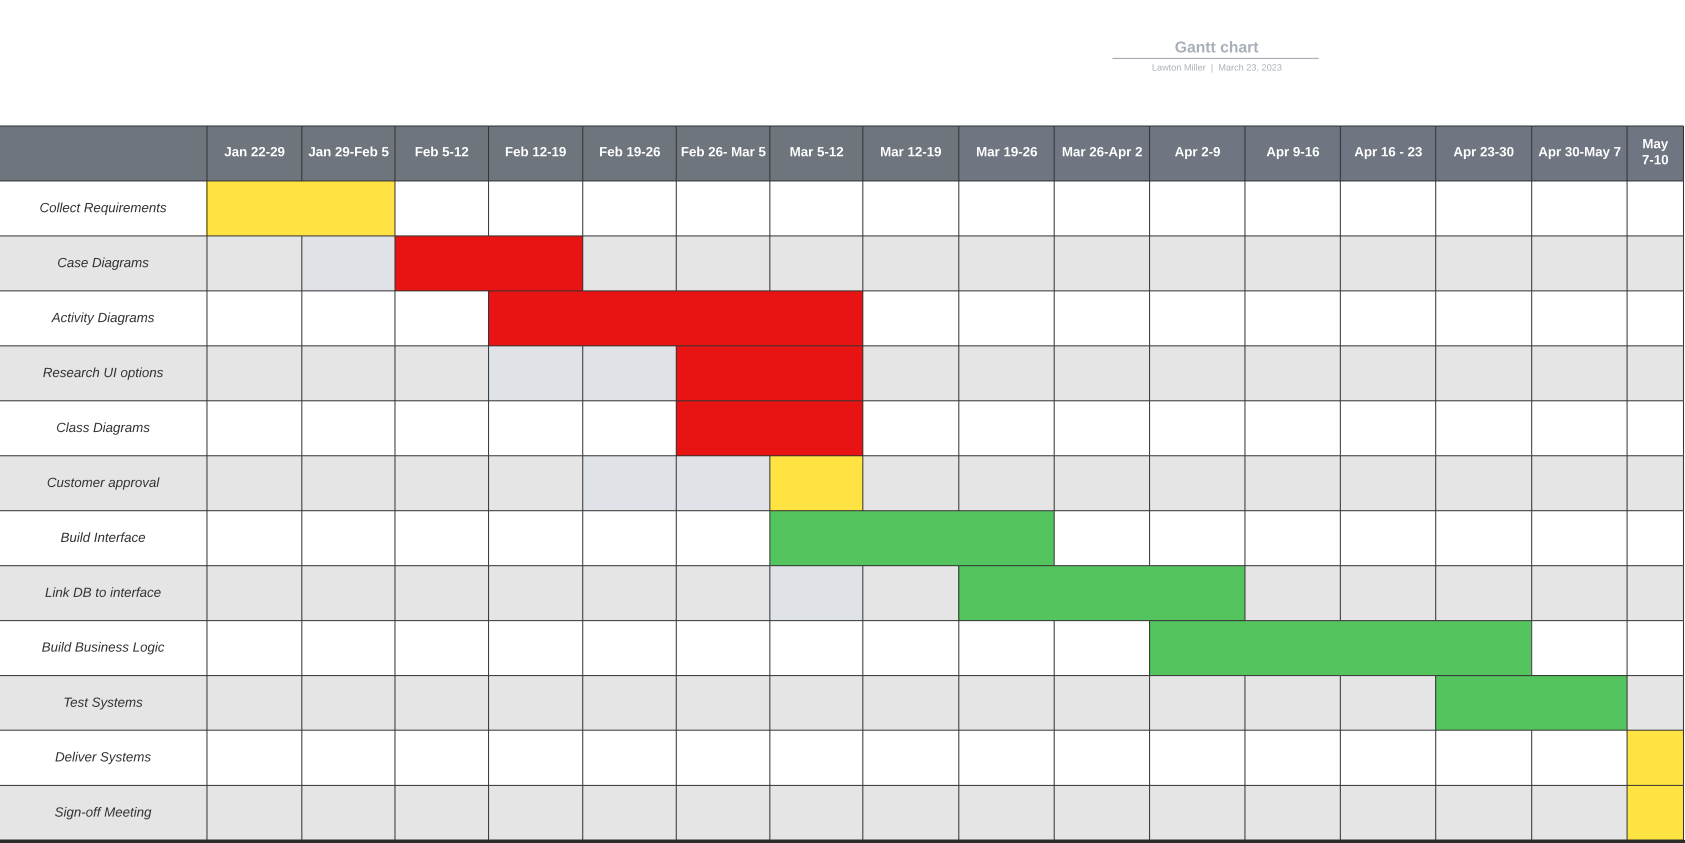 Gantt chart
Lawton Miller | March 23, 2023
Jan 22-29 Jan 29-Feb 5 Feb 5-12 Feb 12-19 Feb 19-26 Feb 26- Mar 5 Mar 5-12 Mar 12-19 Mar 19-26 Mar 26-Apr 2 Apr 2-9 Apr 9-16 Apr 16 - 23 Apr 23-30 Apr 30-May 7 May
7-10
Collect Requirements
Case Diagrams
Activity Diagrams
Research UI options
Class Diagrams
Customer approval
Build Interface
Link DB to interface
Build Business Logic
Test Systems
Deliver Systems
Sign-off Meeting